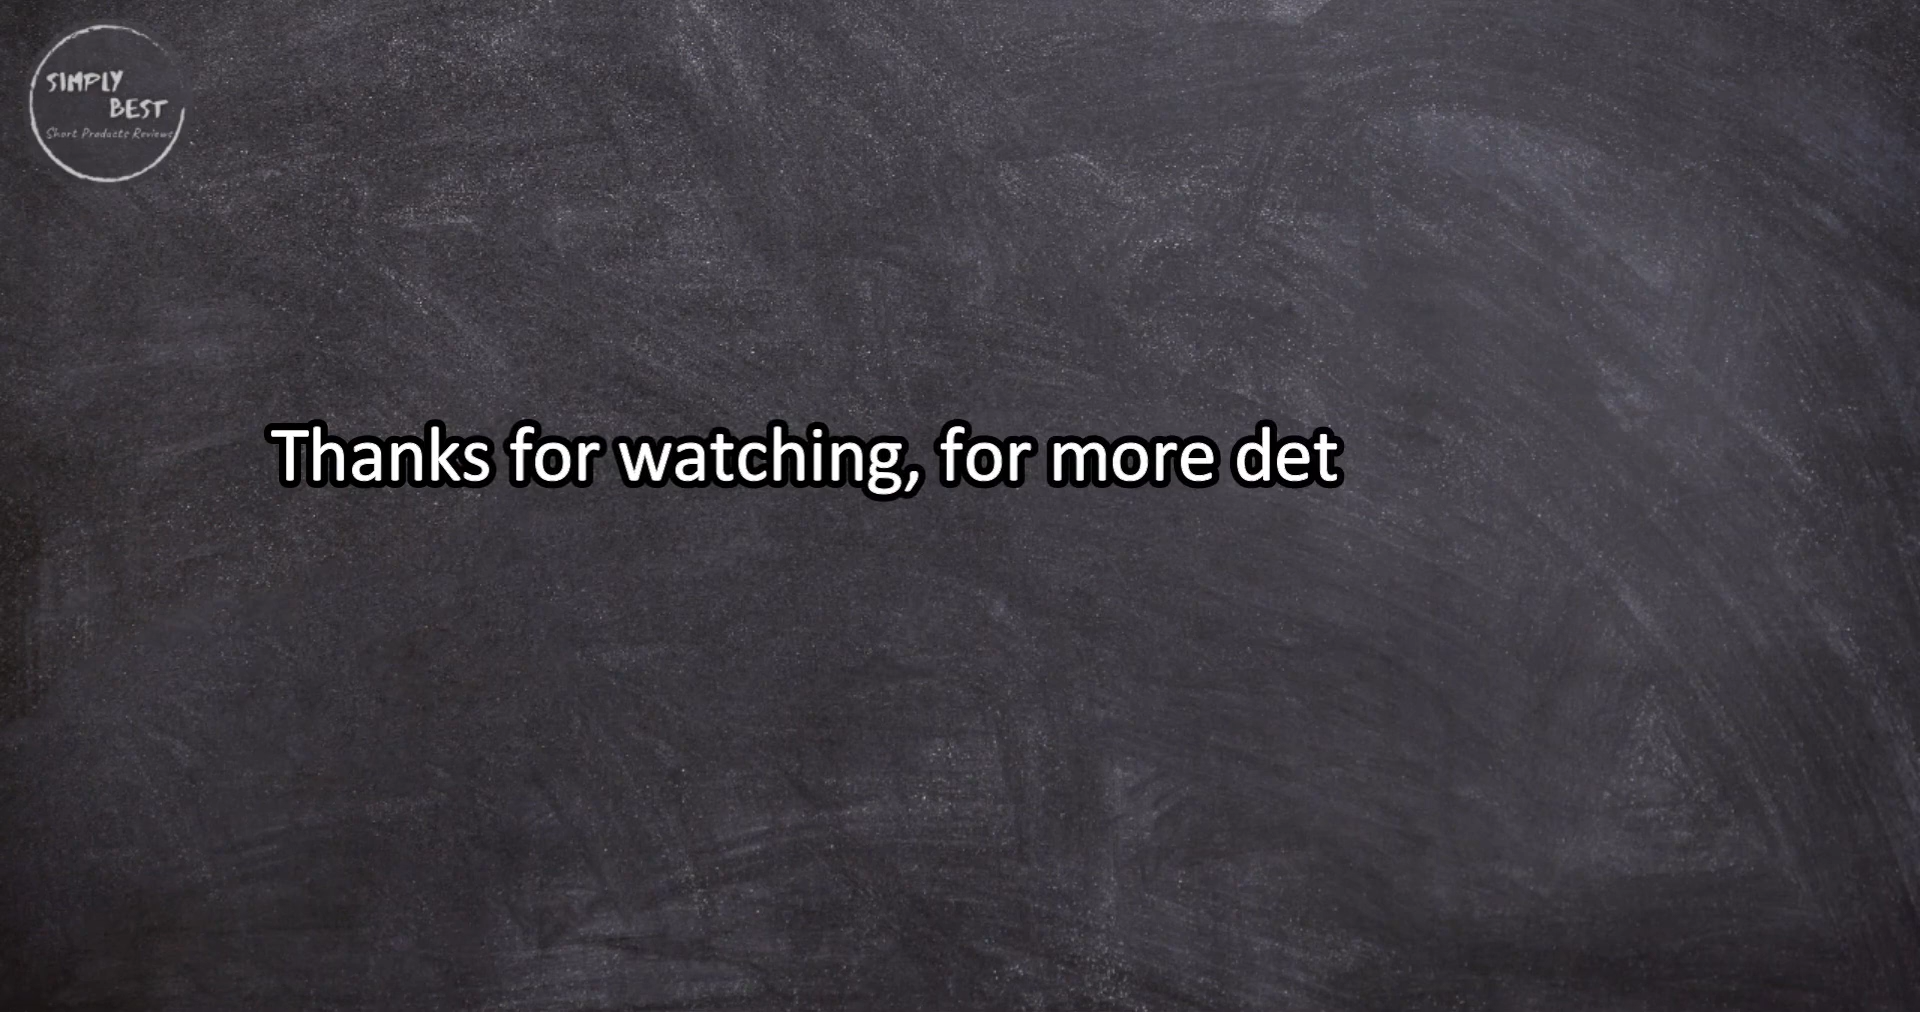 SIMPLY
BEST
Short Products Reviews
Thanks for watching, for more det